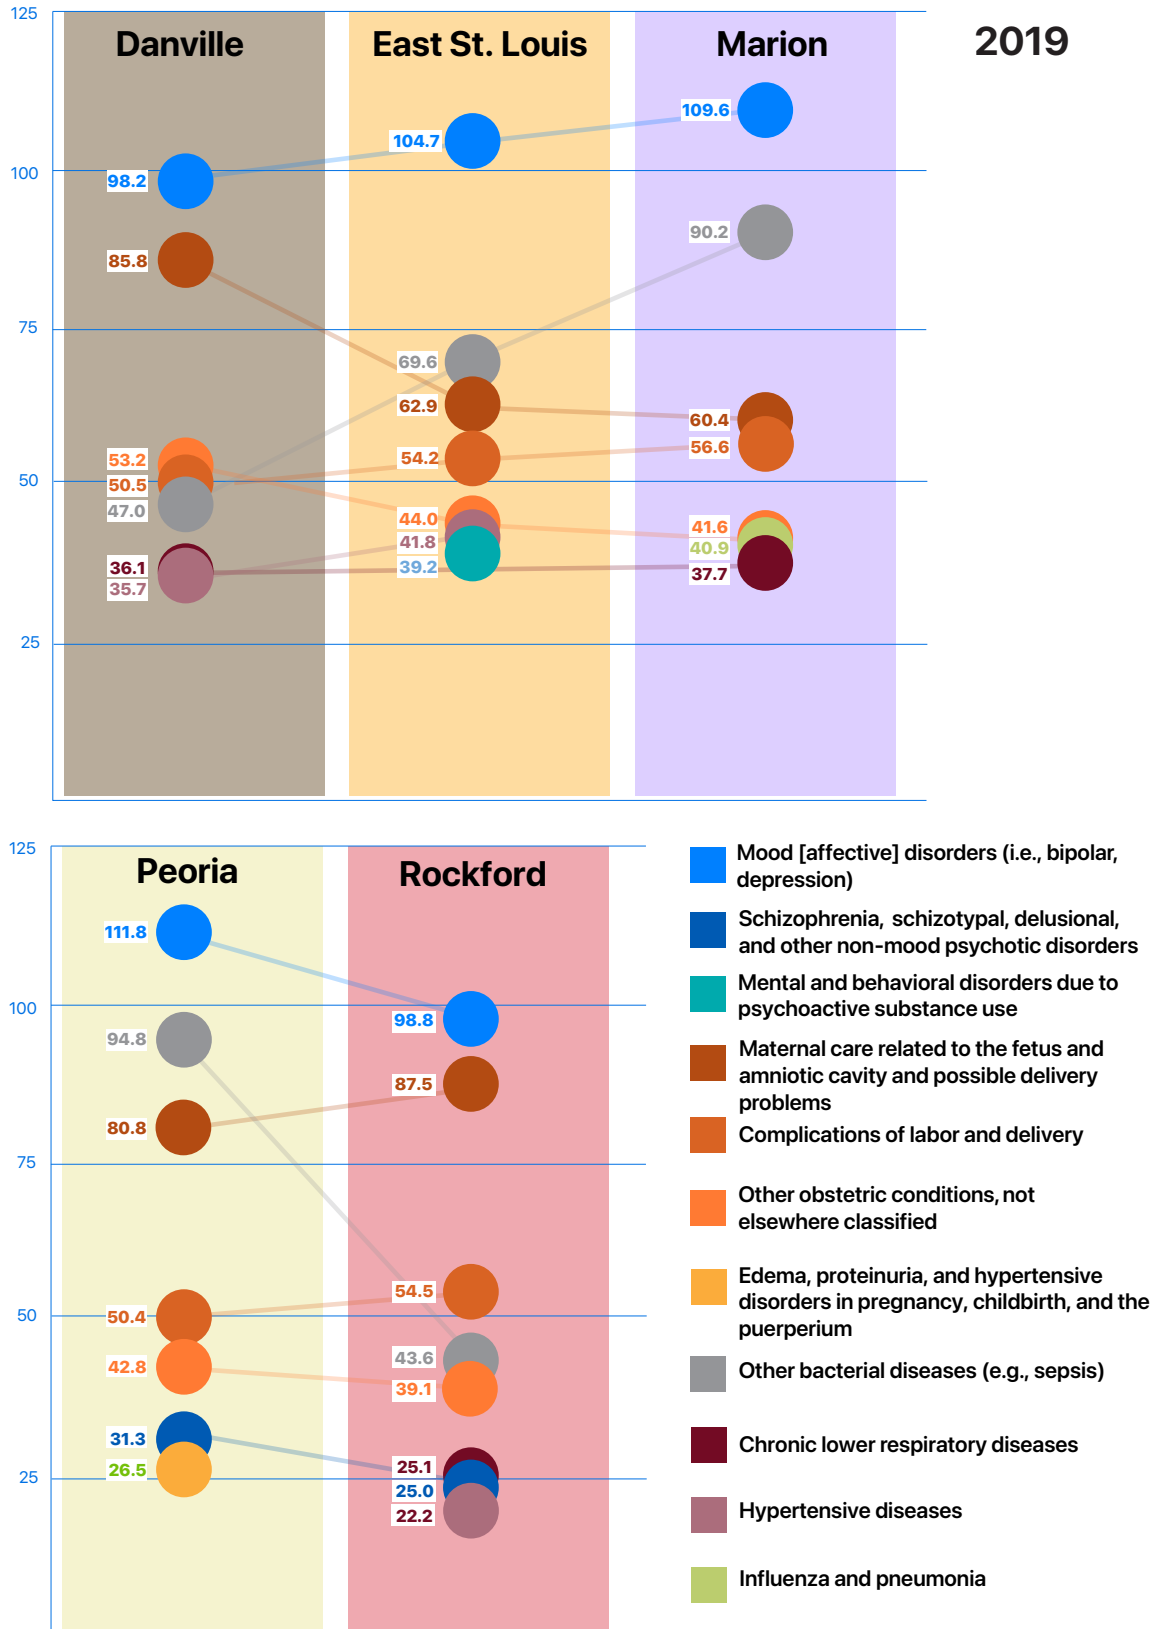 125
Danville
East St. Louis
Marion
2019
109.6
104.7
100
98.2
90.2
85.8
75
69.6
62.9
60.4
56.6
54.2
53.2
50
50.5
47.0
44.0
41.6
41.8
40.9
39.2
36.1
37.7
35.7
25
125
Peoria
Rockford
111.8
100
98.8
94.8
87.5
80.8
75
54.5
50
50.4
43.6
42.8
39.1
31.3
25.1
26.5
25
25.0
22.2
Mood [affective] disorders (i.e., bipolar,
depression)
Schizophrenia, schizotypal, delusional,
and other non-mood psychotic disorders
Mental and behavioral disorders due to
psychoactive substance use
Maternal care related to the fetus and
amniotic cavity and possible delivery
problems
Complications of labor and delivery
Other obstetric conditions, not
elsewhere classified
Edema, proteinuria, and hypertensive
disorders in pregnancy, childbirth, and the
puerperium
Other bacterial diseases (e.g., sepsis)
Chronic lower respiratory diseases
Hypertensive diseases
Influenza and pneumonia